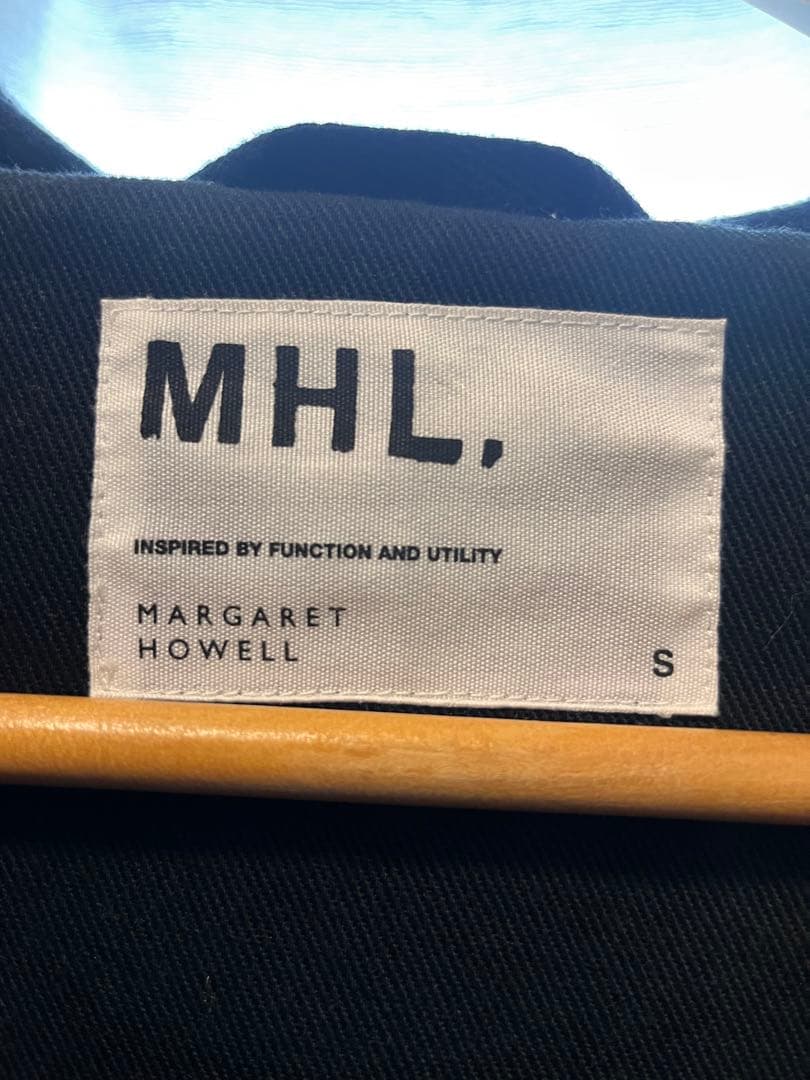 MHL.
INSPIRED BY FUNCTION AND UTILITY
MARGARET
HOWELL
S